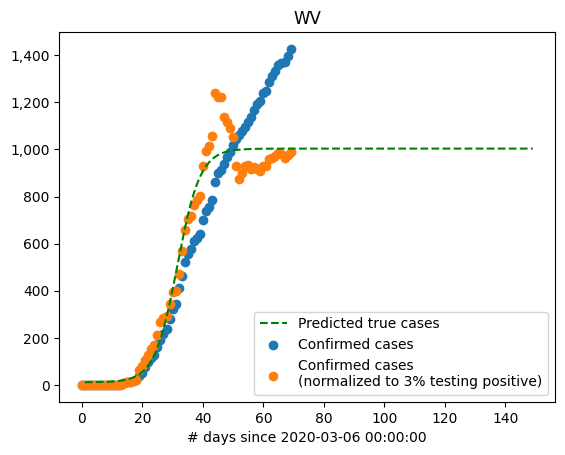 WV
1,400
1,200
1,000
800
600
400
200
0
0 20 40 60 80 100 120 140
# days since 2020-03-06 00:00:00
Predicted true cases
Confirmed cases
Confirmed cases
(normalized to 3% testing positive)